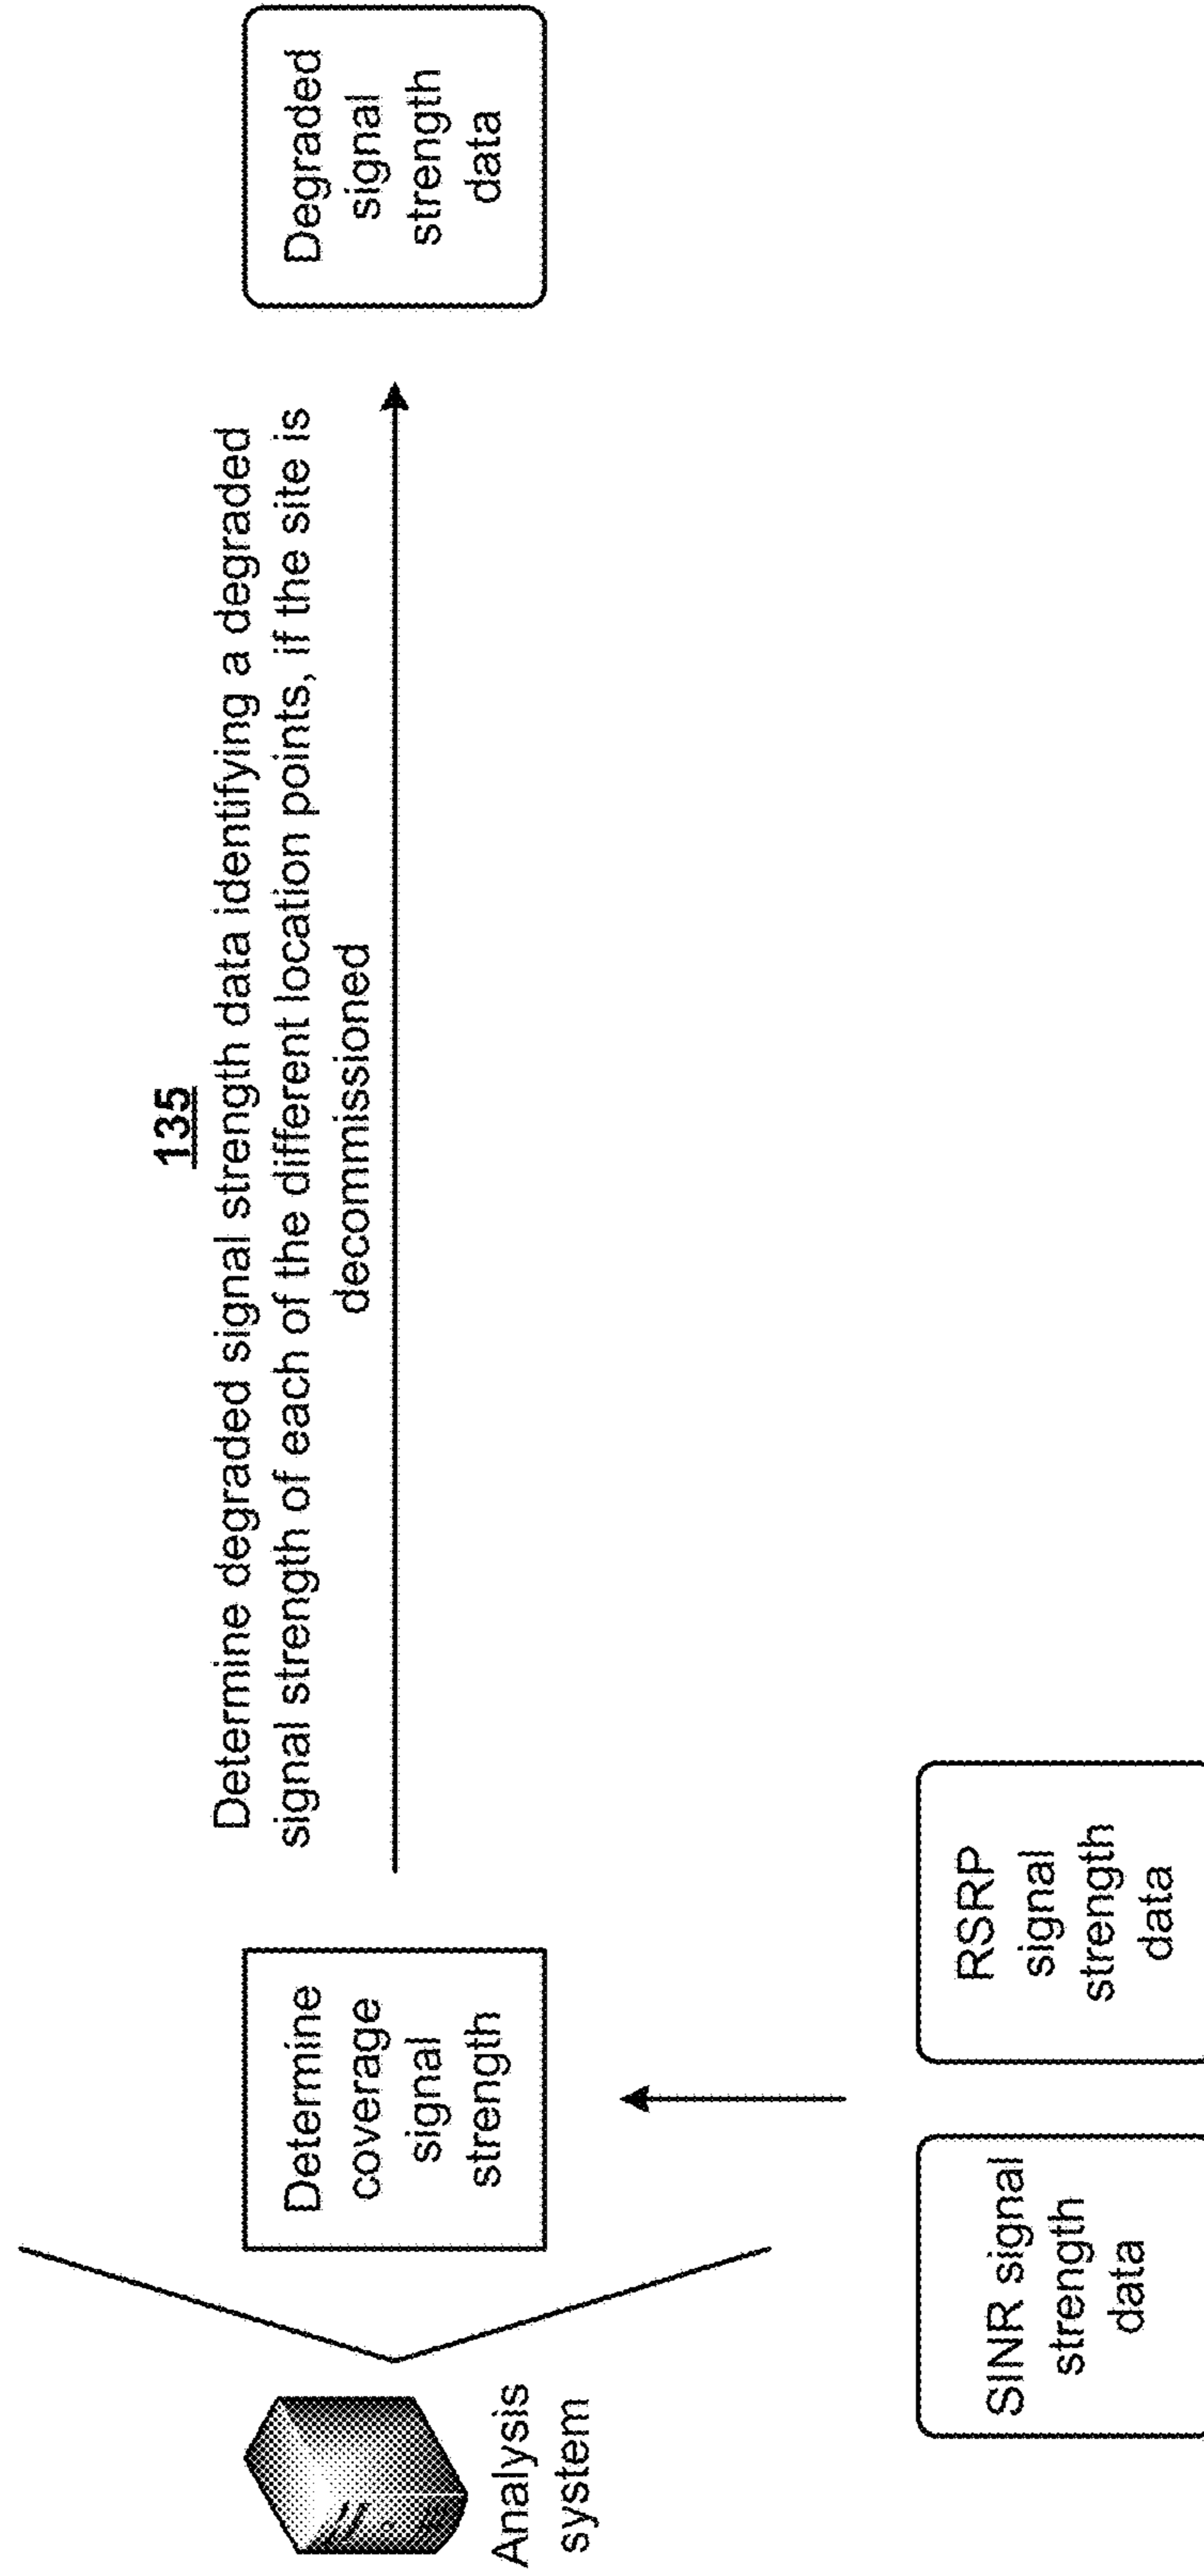 135
Determine degraded signal strength data identifying a degraded
signal strength of each of the different location points, if the site is
decommissioned
Analysis
system
Determine
coverage
signal
strength
Degraded
signal
strength
data
SINR signal
strength
data
RSRP
signal
strength
data